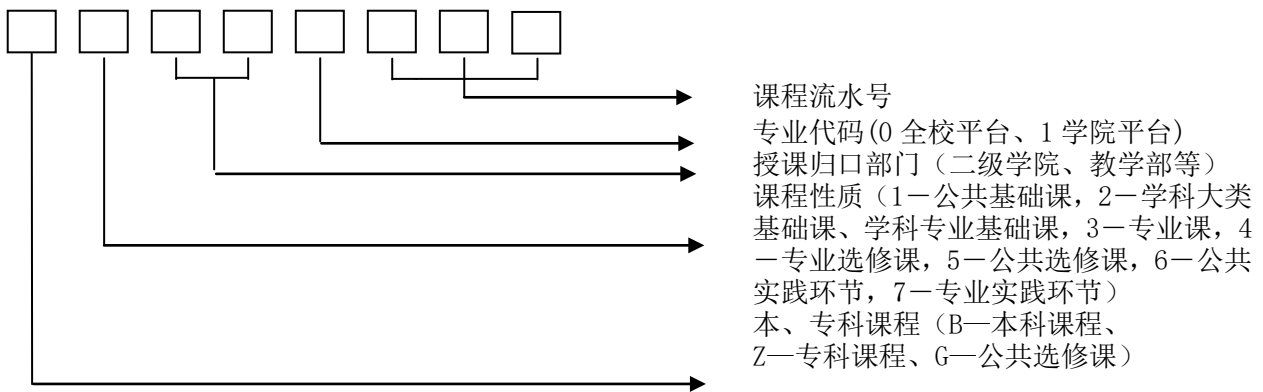 课程流水号
专业代码(0 全校平台、1 学院平台)
授课归口部门（二级学院、教学部等）
课程性质（1－公共基础课，2－学科大类
基础课、学科专业基础课，3－专业课，4
－专业选修课，5－公共选修课，6－公共
实践环节，7－专业实践环节）
本、专科课程（B—本科课程、
Z—专科课程、G—公共选修课）